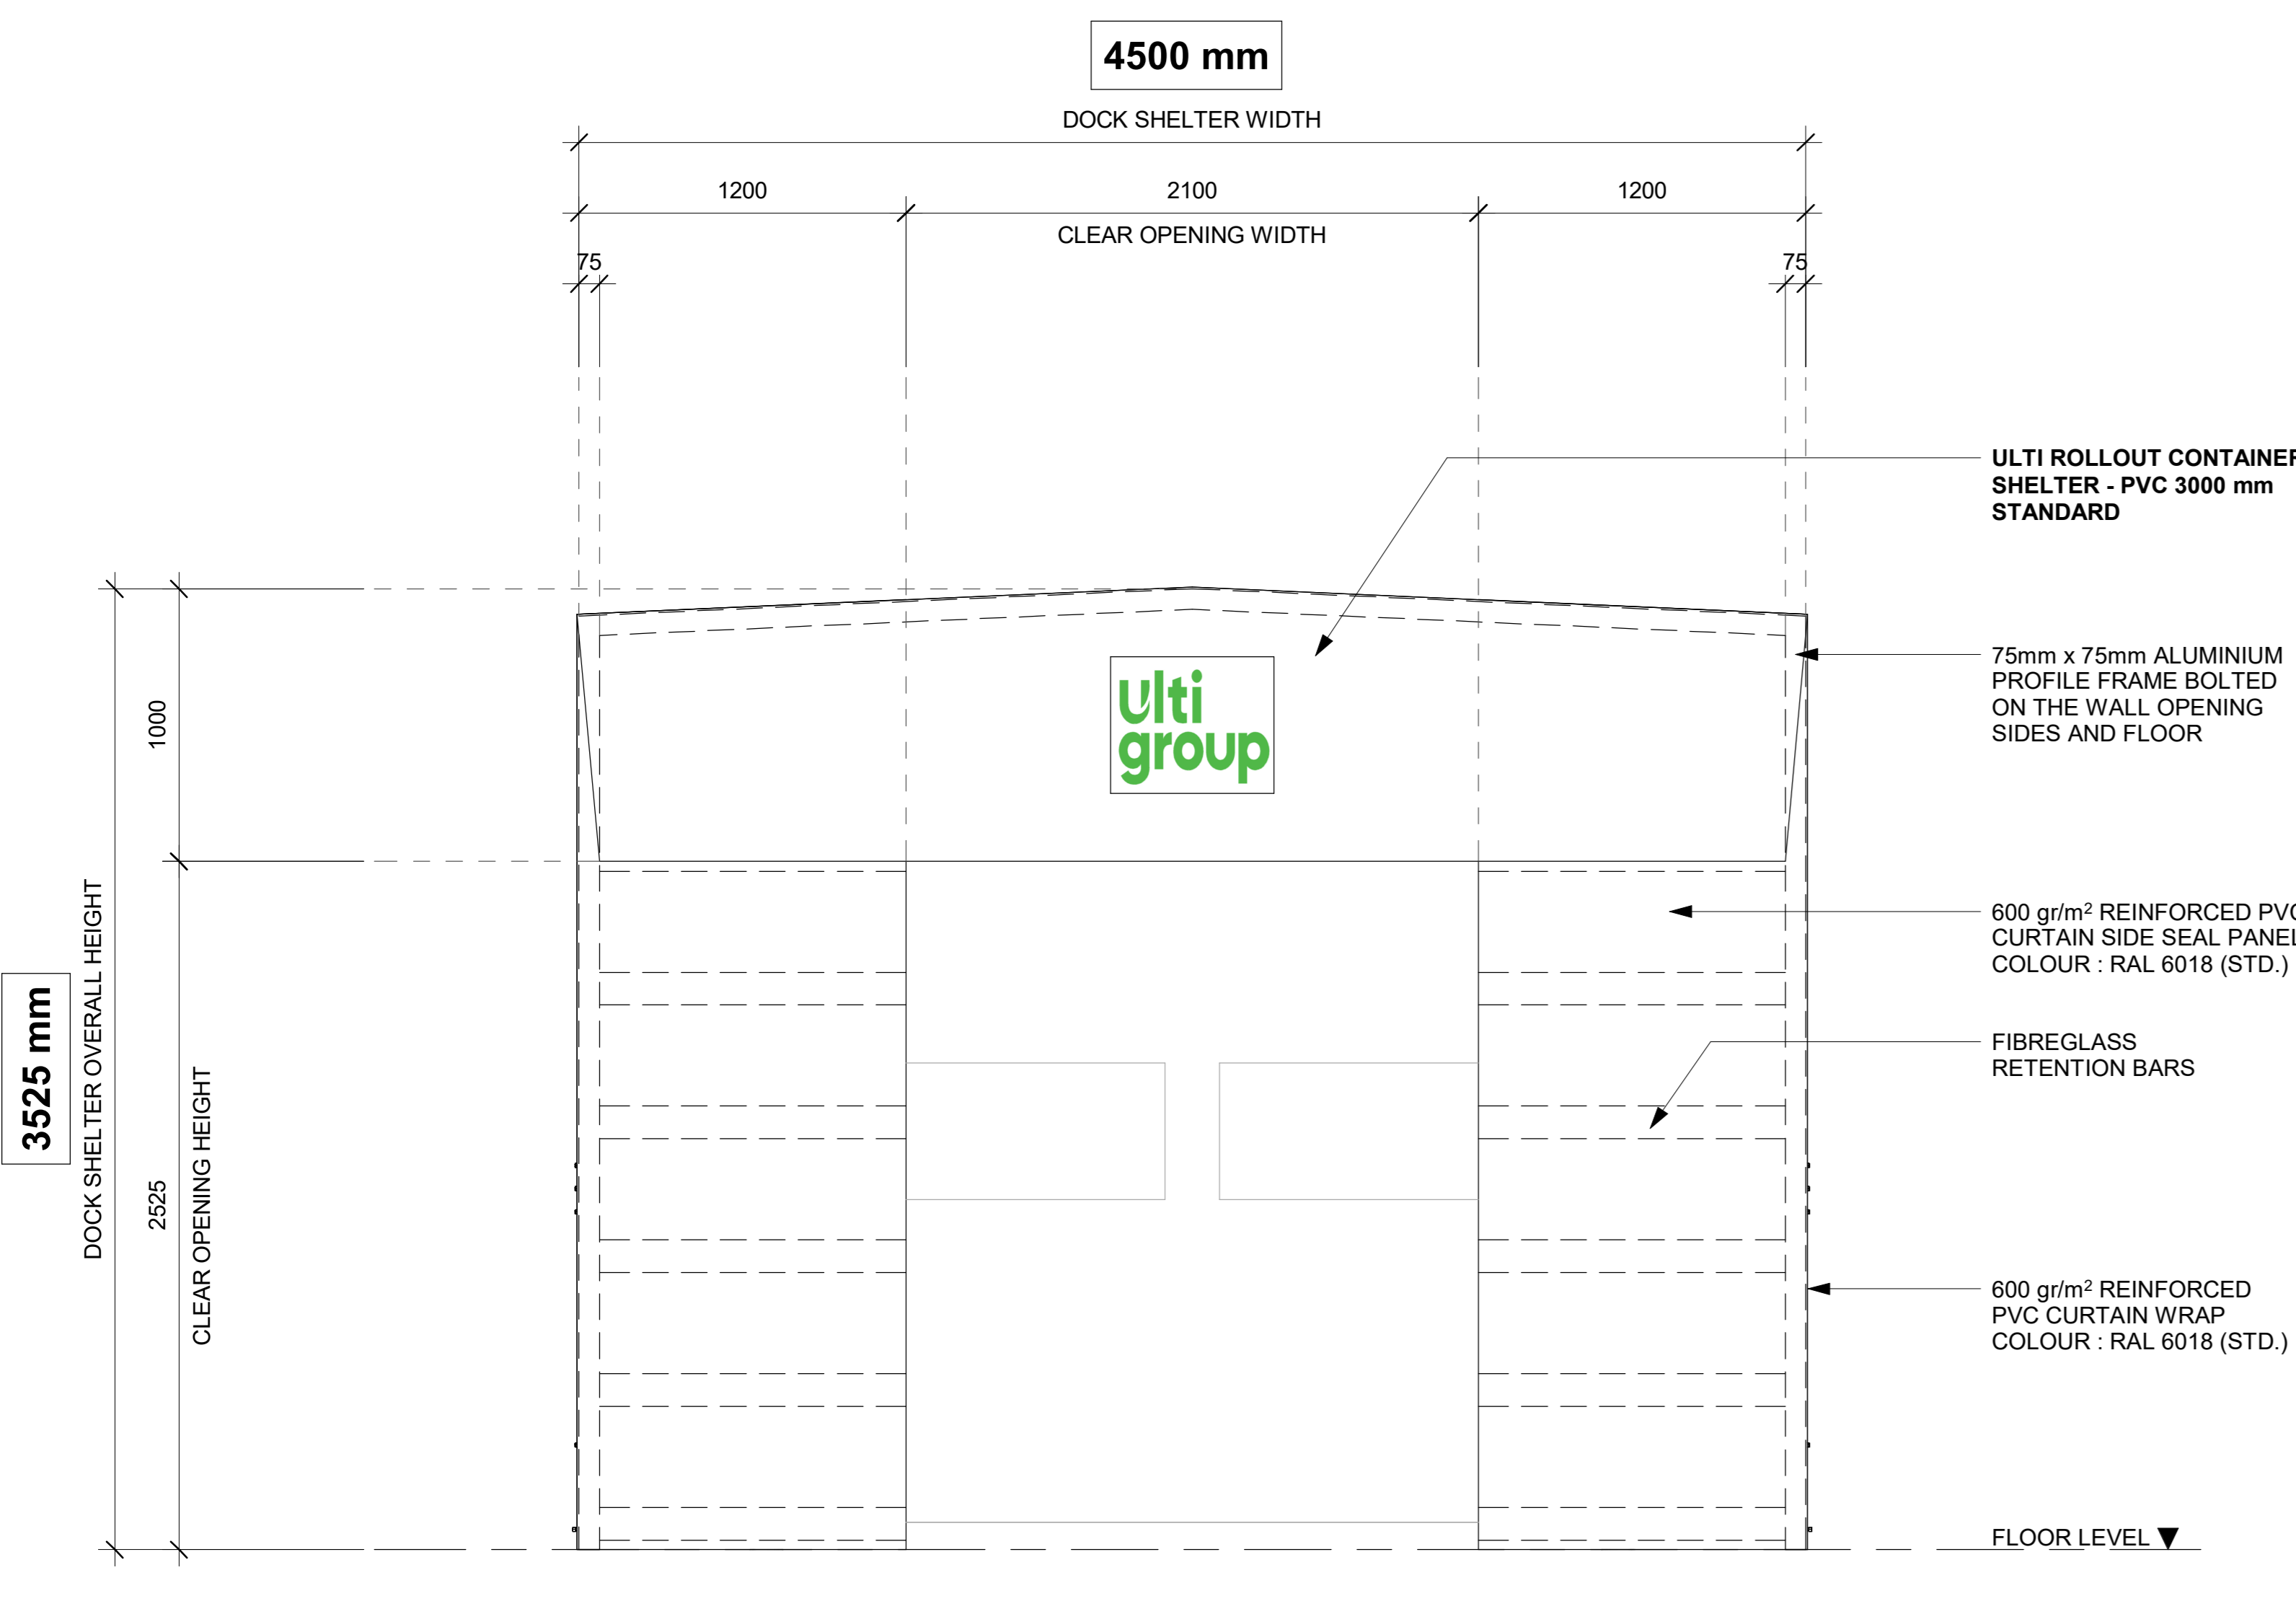 4500 mm
DOCK SHELTER WIDTH
1200
2100
1200
CLEAR OPENING WIDTH
75
75
ULTI ROLLOUT CONTAINER
SHELTER - PVC 3000 mm
STANDARD
75mm x 75mm ALUMINIUM
PROFILE FRAME BOLTED
ON THE WALL OPENING
SIDES AND FLOOR
ulti
group
1000
600 gr/m² REINFORCED PVC
CURTAIN SIDE SEAL PANEL
COLOUR : RAL 6018 (STD.)
3525 mm
DOCK SHELTER OVERALL HEIGHT
2525
CLEAR OPENING HEIGHT
FIBREGLASS
RETENTION BARS
600 gr/m² REINFORCED
PVC CURTAIN WRAP
COLOUR : RAL 6018 (STD.)
FLOOR LEVEL